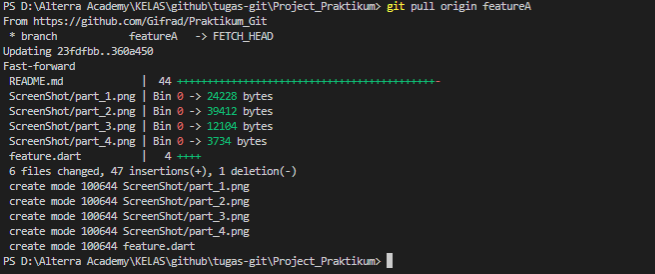 PS D:\Alterra Academy\KELAS\github\tugas-git\Project_Praktikum> git pull origin featureA
From https://github.com/Gifrad/Praktikum_Git
 * branch            featureA   -> FETCH_HEAD
Updating 23fdfbb..360a450
Fast-forward
 README.md             |  44 +++++++++++++++++++++++++++++++++++++++++++-
 ScreenShot/part_1.png | Bin 0 -> 24228 bytes
 ScreenShot/part_2.png | Bin 0 -> 39412 bytes
 ScreenShot/part_3.png | Bin 0 -> 12104 bytes
 ScreenShot/part_4.png | Bin 0 -> 3734 bytes
 feature.dart          |   4 ++++
 6 files changed, 47 insertions(+), 1 deletion(-)
 create mode 100644 ScreenShot/part_1.png
 create mode 100644 ScreenShot/part_2.png
 create mode 100644 ScreenShot/part_3.png
 create mode 100644 ScreenShot/part_4.png
 create mode 100644 feature.dart
PS D:\Alterra Academy\KELAS\github\tugas-git\Project_Praktikum>